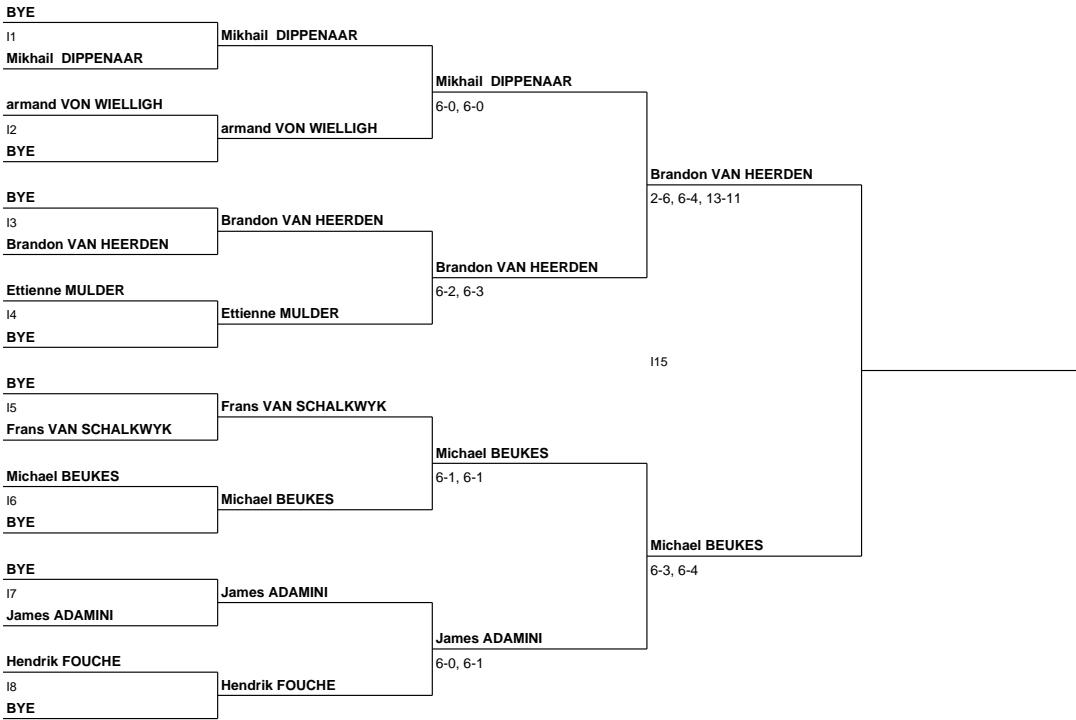 BYE
I1
Mikhail DIPPENAAR
Mikhail DIPPENAAR
Mikhail DIPPENAAR
6-0, 6-0
armand VON WIELLIGH
I2
BYE
armand VON WIELLIGH
Brandon VAN HEERDEN
2-6, 6-4, 13-11
BYE
I3
Brandon VAN HEERDEN
Brandon VAN HEERDEN
Brandon VAN HEERDEN
6-2, 6-3
Ettienne MULDER
I4
BYE
Ettienne MULDER
I15
BYE
I5
Frans VAN SCHALKWYK
Frans VAN SCHALKWYK
Michael BEUKES
6-1, 6-1
Michael BEUKES
I6
BYE
Michael BEUKES
Michael BEUKES
6-3, 6-4
BYE
I7
James ADAMINI
James ADAMINI
James ADAMINI
6-0, 6-1
Hendrik FOUCHE
I8
BYE
Hendrik FOUCHE